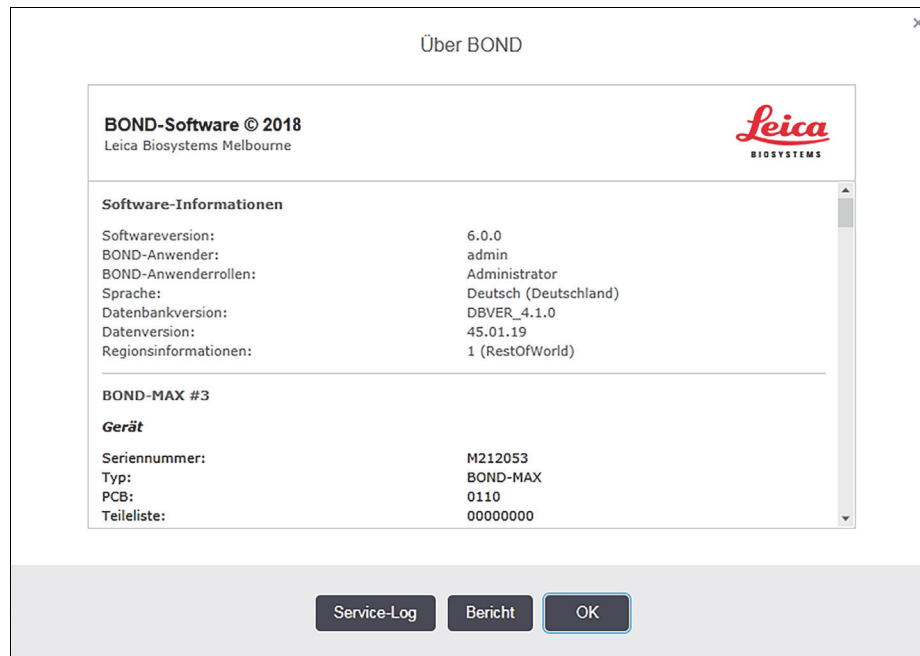 Über BOND
BOND-Software © 2018
Leica Biosystems Melbourne
Leica
BIOSYSTEMS
Software-Informationen
Softwareversion: 6.0.0
BOND-Anwender: admin
BOND-Anwenderrollen: Administrator
Sprache: Deutsch (Deutschland)
Datenbankversion: DBVER_4.1.0
Datenversion: 45.01.19
Regionsinformationen: 1 (RestOfWorld)
BOND-MAX #3
Gerät
Seriennummer: M212053
Typ: BOND-MAX
PCB: 0110
Teileliste: 00000000
Service-Log Bericht OK